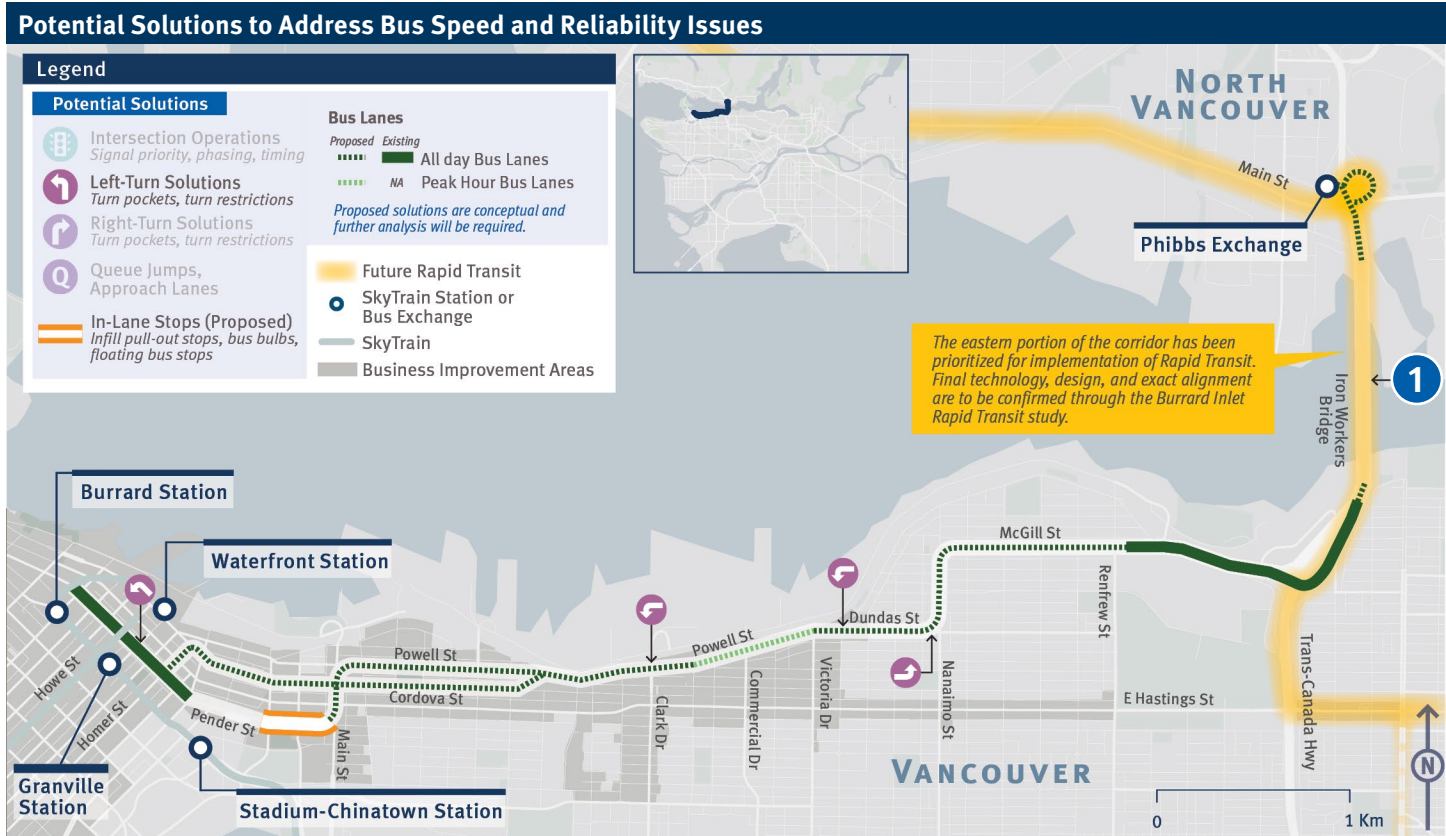 Potential Solutions to Address Bus Speed and Reliability Issues
Legend
Potential Solutions
Intersection Operations
Signal priority, phasing, timing
Left-Turn Solutions
Turn pockets, turn restrictions
Right-Turn Solutions
Turn pockets, turn restrictions
Q
Queue Jumps,
Approach Lanes
In-Lane Stops (Proposed)
Infill pull-out stops, bus bulbs,
floating bus stops
Bus Lanes
Proposed Existing
All day Bus Lanes
NA Peak Hour Bus Lanes
Proposed solutions are conceptual and
further analysis will be required.
Future Rapid Transit
SkyTrain Station or
Bus Exchange
SkyTrain
Business Improvement Areas
NORTH
VANCOUVER
Main St
Phibbs Exchange
The eastern portion of the corridor has been
prioritized for implementation of Rapid Transit.
Final technology, design, and exact alignment
are to be confirmed through the Burrard Inlet
Rapid Transit study.
1
Iron Workers
Bridge
Burrard Station
Waterfront Station
McGill St
Renfrew St
Dundas St
Powell St
Powell St
Cordova St
Howe St
Homer St
Pender St
Main St
Clark Dr
Commercial Dr
Victoria Dr
Nanaimo St
E Hastings St
Trans-Canada Hwy
Granville
Station
Stadium-Chinatown Station
VANCOUVER
N
0 1 Km